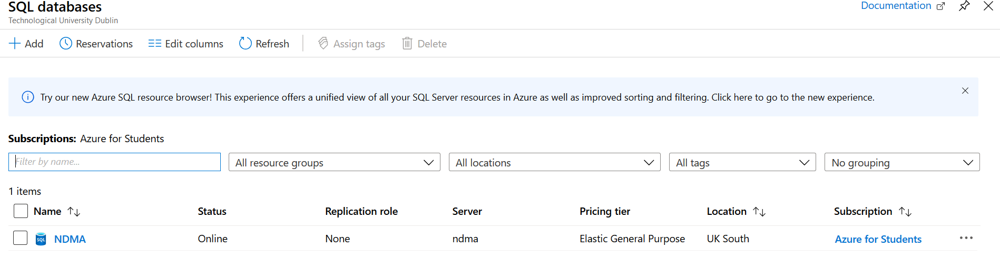 SQL databases
Documentation
Technological University Dublin
Add Reservations Edit columns Refresh Assign tags Delete
Try our new Azure SQL resource browser! This experience offers a unified view of all your SQL Server resources in Azure as well as improved sorting and filtering. Click here to go to the new experience.
Subscriptions: Azure for Students
Filter by name... All resource groups All locations All tags No grouping
1 items
Name Status Replication role Server Pricing tier Location Subscription
SQL NDMA Online None ndma Elastic General Purpose UK South Azure for Students